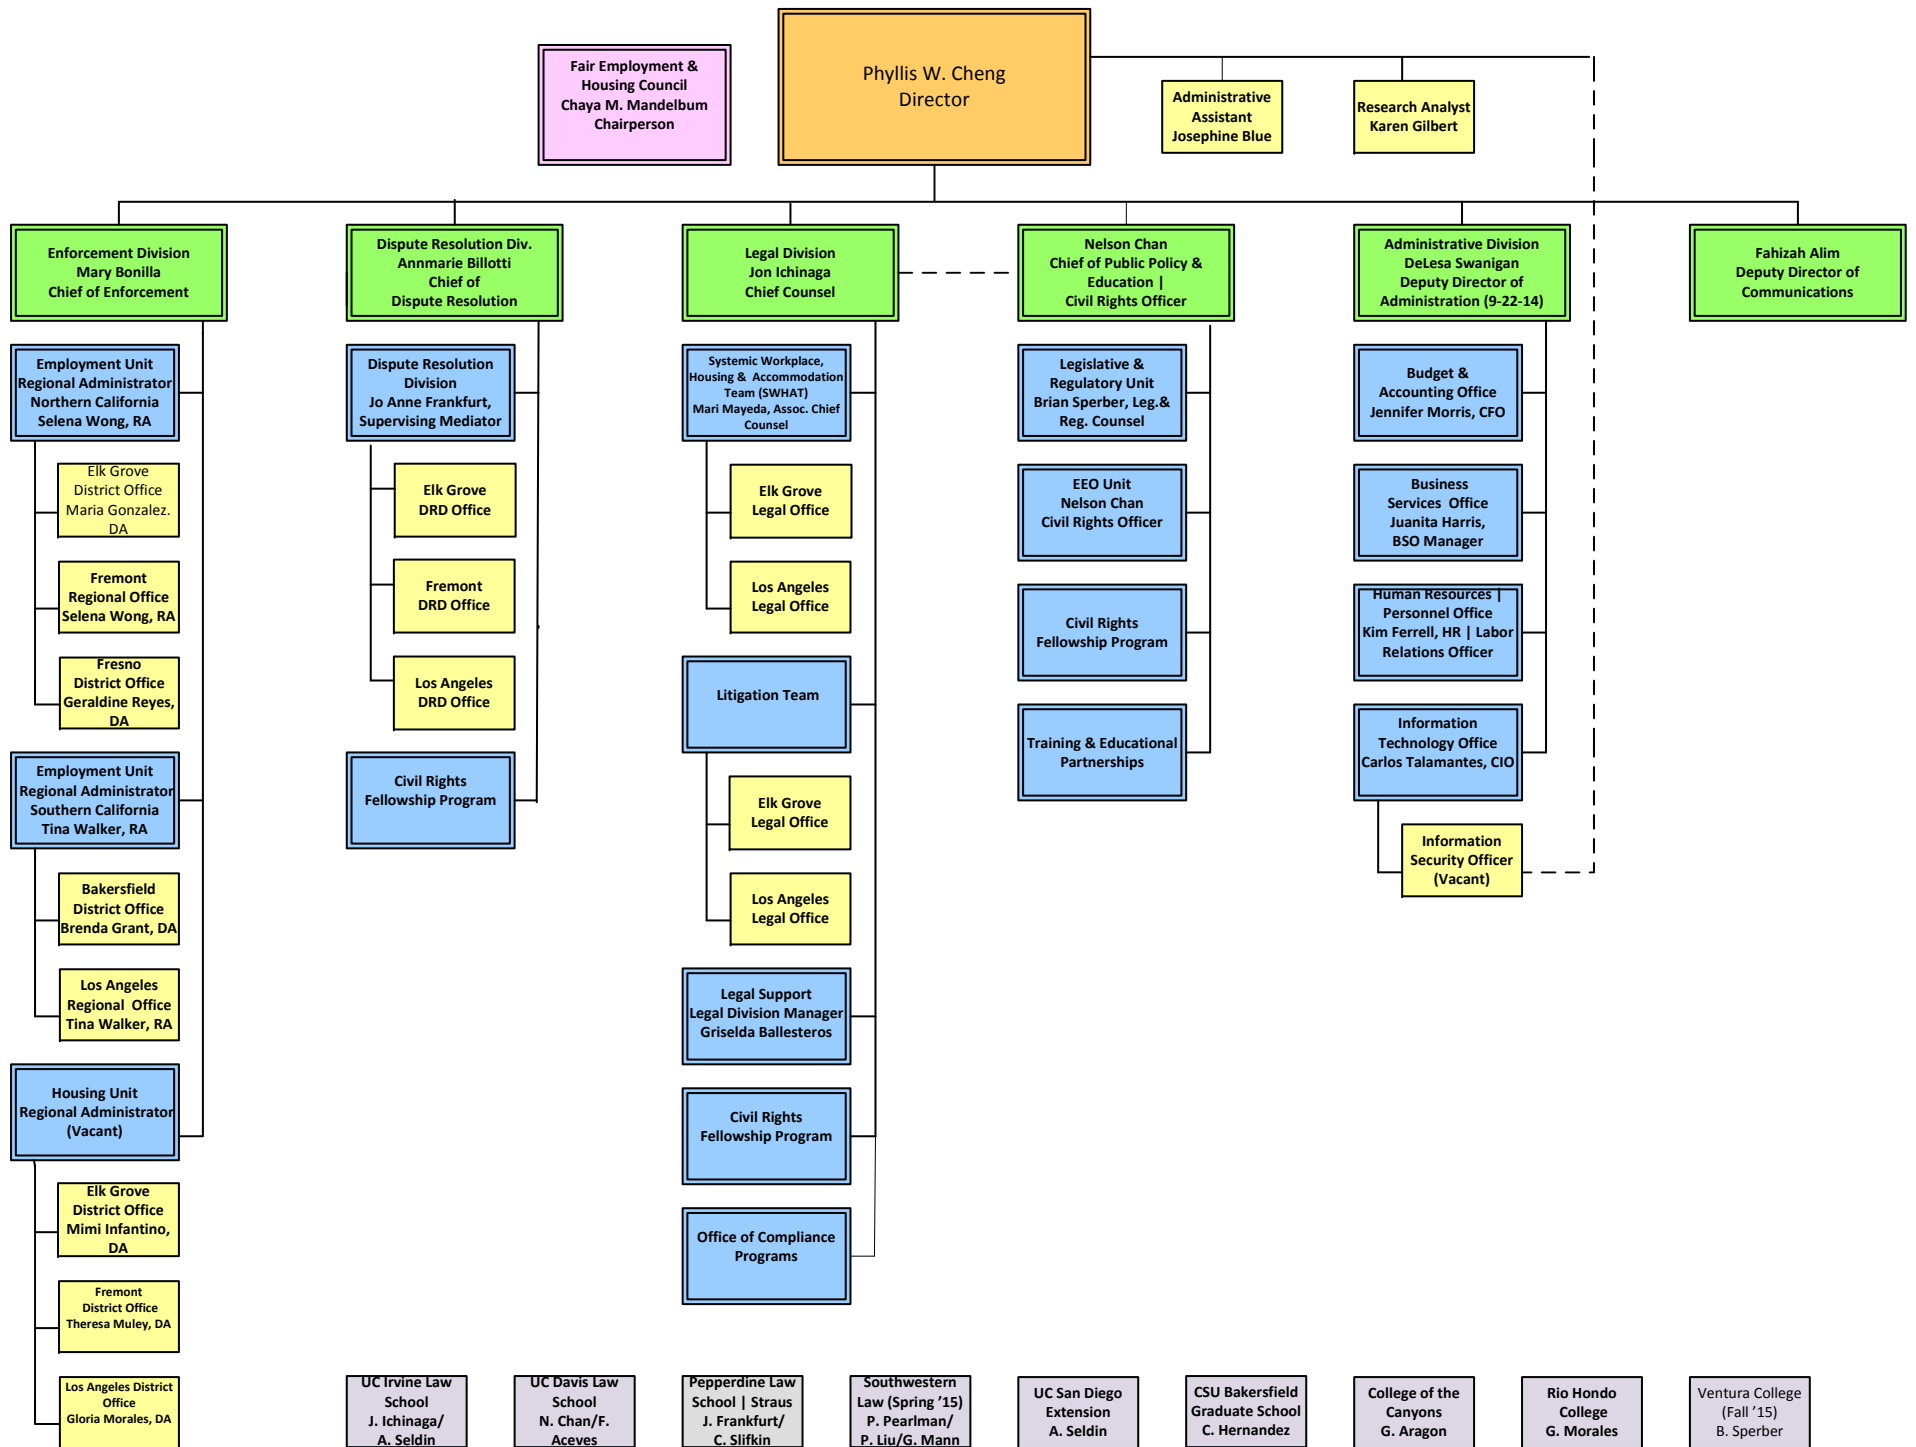 Fair Employment &
Housing Council
Chaya M. Mandelbum
Chairperson
Phyllis W. Cheng
Director
Administrative
Assistant
Josephine Blue
Research Analyst
Karen Gilbert
Enforcement Division
Mary Bonilla
Chief of Enforcement
Dispute Resolution Div.
Annmarie Billotti
Chief of
Dispute Resolution
Legal Division
Jon Ichinaga
Chief Counsel
Nelson Chan
Chief of Public Policy &
Education |
Civil Rights Officer
Administrative Division
DeLesa Swanigan
Deputy Director of
Administration (9-22-14)
Fahizah Alim
Deputy Director of
Communications
Employment Unit
Regional Administrator
Northern California
Selena Wong, RA
Elk Grove
District Office
Maria Gonzalez.
DA
Fremont
Regional Office
Selena Wong, RA
Fresno
District Office
Geraldine Reyes,
DA
Employment Unit
Regional Administrator
Southern California
Tina Walker, RA
Bakersfield
District Office
Brenda Grant, DA
Los Angeles
Regional  Office
Tina Walker, RA
Housing Unit
Regional Administrator
(Vacant)
Elk Grove
District Office
Mimi Infantino,
DA
Fremont
District Office
Theresa Muley, DA
Los Angeles District
Office
Gloria Morales, DA
Dispute Resolution
Division
Jo Anne Frankfurt,
Supervising Mediator
Elk Grove
DRD Office
Fremont
DRD Office
Los Angeles
DRD Office
Civil Rights
Fellowship Program
Systemic Workplace,
Housing &  Accommodation
Team (SWHAT)
Mari Mayeda, Assoc. Chief
Counsel
Elk Grove
Legal Office
Los Angeles
Legal Office
Litigation Team
Elk Grove
Legal Office
Los Angeles
Legal Office
Legal Support
Legal Division Manager
Griselda Ballesteros
Civil Rights
Fellowship Program
Office of Compliance
Programs
Legislative &
Regulatory Unit
Brian Sperber, Leg.&
Reg. Counsel
EEO Unit
Nelson Chan
Civil Rights Officer
Civil Rights
Fellowship Program
Training & Educational
Partnerships
Budget &
Accounting Office
Jennifer Morris, CFO
Business
Services  Office
Juanita Harris,
BSO Manager
Human Resources |
Personnel Office
Kim Ferrell, HR | Labor
Relations Officer
Information
Technology Office
Carlos Talamantes, CIO
Information
Security Officer
(Vacant)
UC Irvine Law
School
J. Ichinaga/
A. Seldin
UC Davis Law
School
N. Chan/F.
Aceves
Pepperdine Law
School | Straus
J. Frankfurt/
C. Slifkin
Southwestern
Law (Spring '15)
P. Pearlman/
P. Liu/G. Mann
UC San Diego
Extension
A. Seldin
CSU Bakersfield
Graduate School
C. Hernandez
College of the
Canyons
G. Aragon
Rio Hondo
College
G. Morales
Ventura College
(Fall '15)
B. Sperber